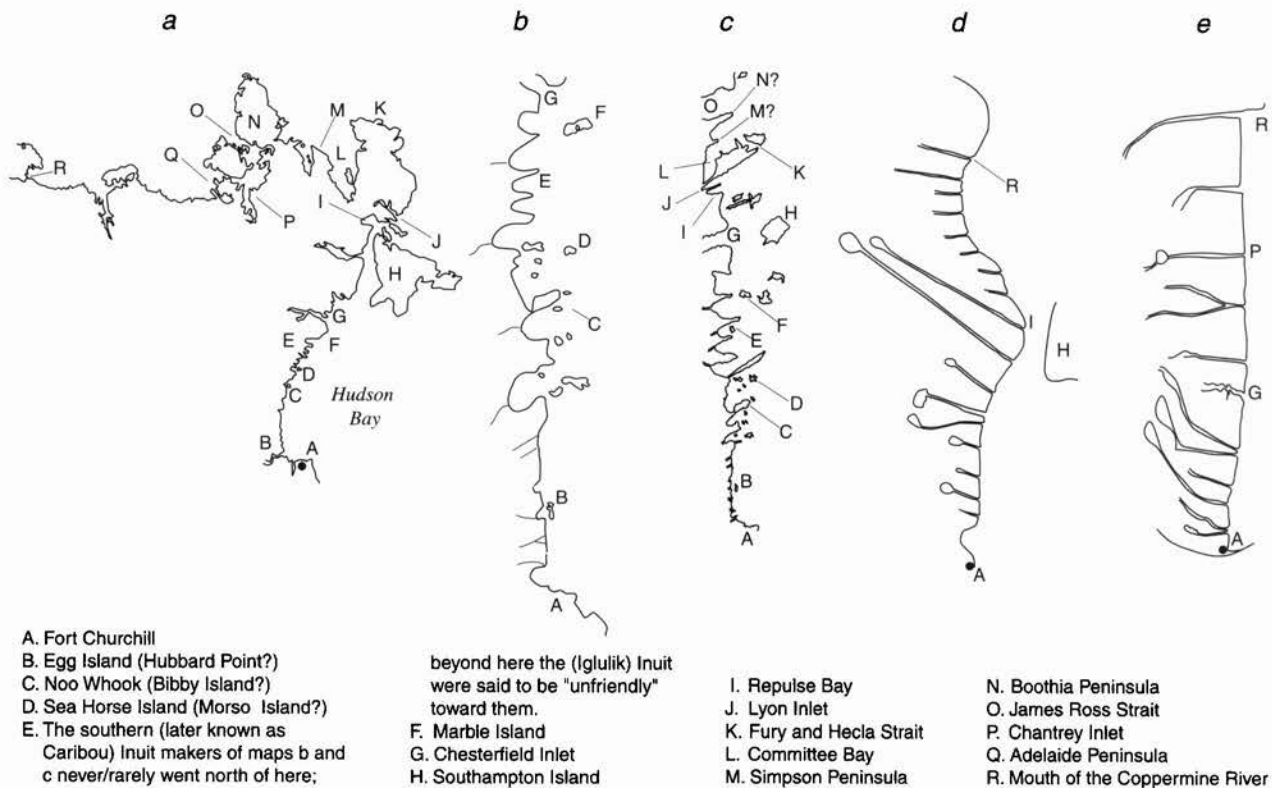 a b c d e
A
B
C
D
E
F
G
H
I
J
K
L
M
N
O
P
Q
R
Hudson
Bay
G
F
E
D
C
B
A
N?
O
M?
L
K
J
I
H
G
F
E
D
C
B
A
R
I
H
A
R
P
G
A
A. Fort Churchill
B. Egg Island (Hubbard Point?)
C. Noo Whook (Bibby Island?)
D. Sea Horse Island (Morso Island?)
E. The southern (later known as
Caribou) Inuit makers of maps b and
c never/rarely went north of here;
beyond here the (Iglulik) Inuit
were said to be "unfriendly"
toward them.
F. Marble Island
G. Chesterfield Inlet
H. Southampton Island
I. Repulse Bay
J. Lyon Inlet
K. Fury and Hecla Strait
L. Committee Bay
M. Simpson Peninsula
N. Boothia Peninsula
O. James Ross Strait
P. Chantrey Inlet
Q. Adelaide Peninsula
R. Mouth of the Coppermine River